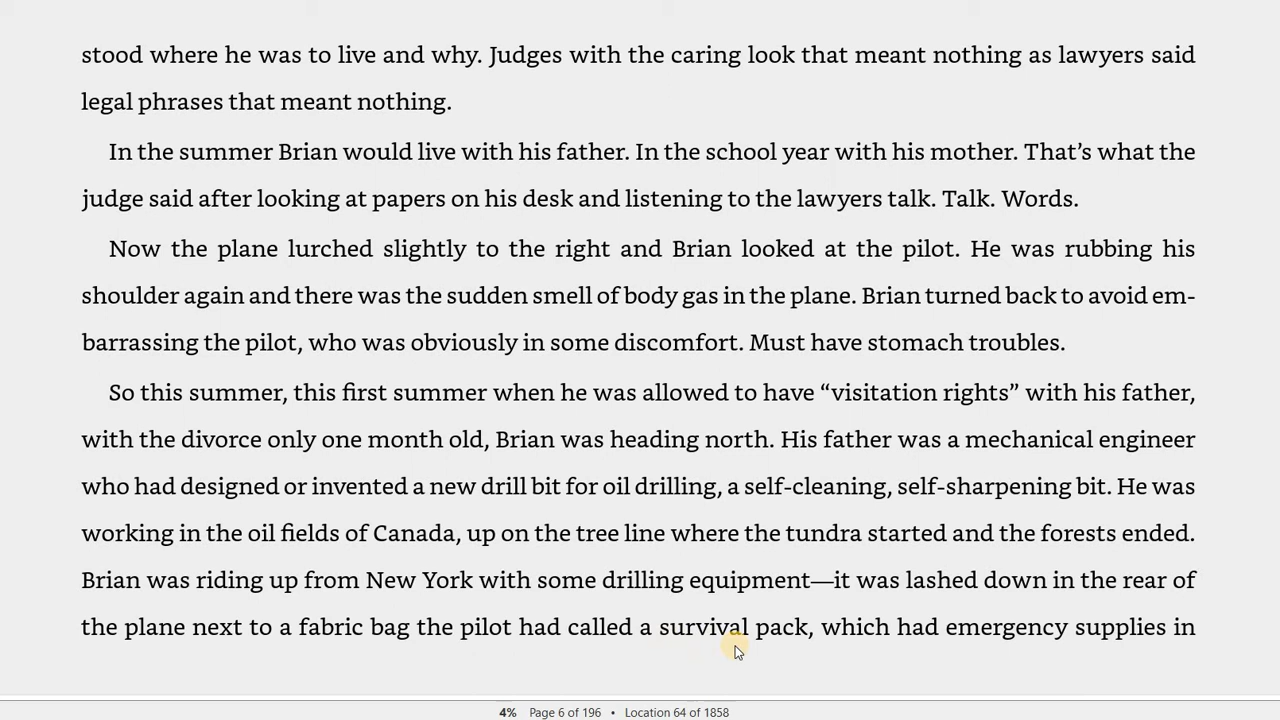 stood where he was to live and why. Judges with the caring look that meant nothing as lawyers said
legal phrases that meant nothing.
In the summer Brian would live with his father. In the school year with his mother. That’s what the
judge said after looking at papers on his desk and listening to the lawyers talk. Talk. Words.
Now the plane lurched slightly to the right and Brian looked at the pilot. He was rubbing his
shoulder again and there was the sudden smell of body gas in the plane. Brian turned back to avoid em-
barrassing the pilot, who was obviously in some discomfort. Must have stomach troubles.
So this summer, this first summer when he was allowed to have “visitation rights” with his father,
with the divorce only one month old, Brian was heading north. His father was a mechanical engineer
who had designed or invented a new drill bit for oil drilling, a self-cleaning, self-sharpening bit. He was
working in the oil fields of Canada, up on the tree line where the tundra started and the forests ended.
Brian was riding up from New York with some drilling equipment—it was lashed down in the rear of
the plane next to a fabric bag the pilot had called a survival pack, which had emergency supplies in
4% Page 6 of 196 • Location 64 of 1858